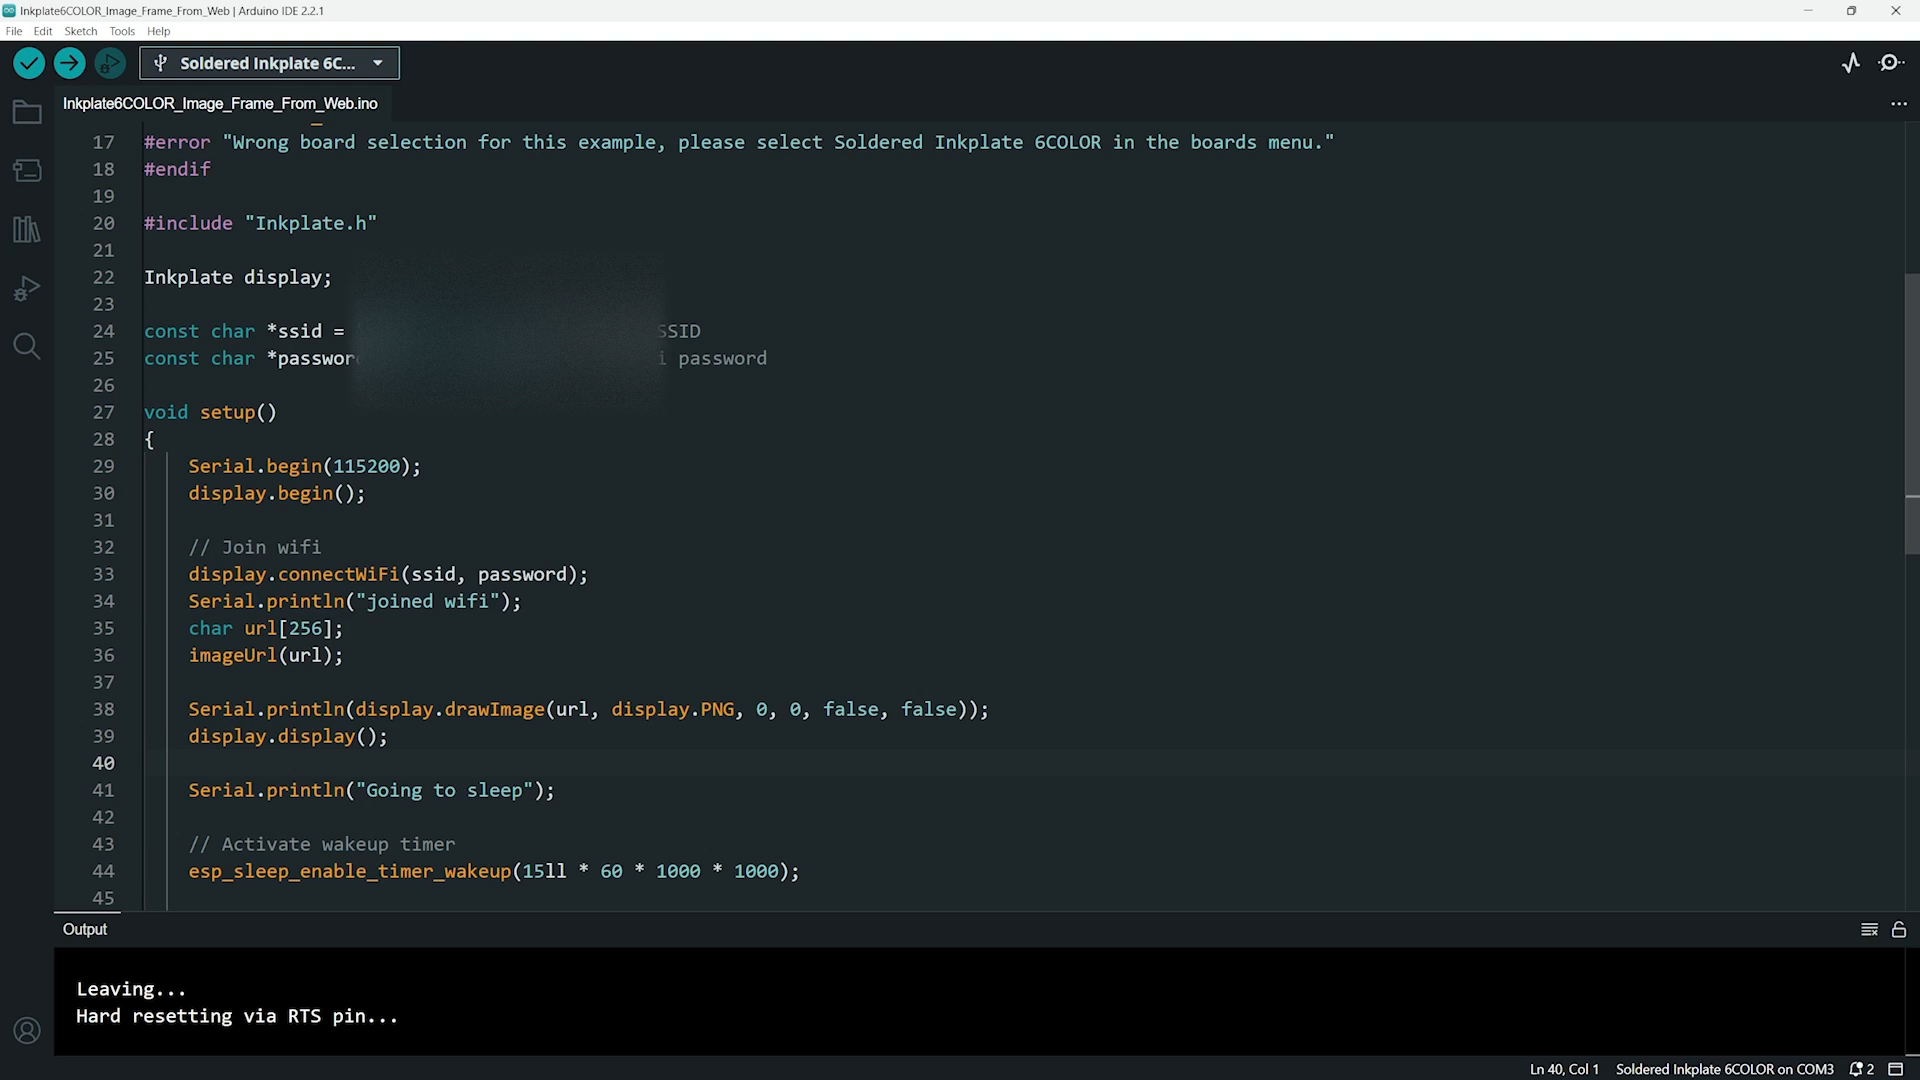 Inkplate6COLOR_Image_Frame_From_Web | Arduino IDE 2.2.1
File Edit Sketch Tools Help
Soldered Inkplate 6C...
Inkplate6COLOR_Image_Frame_From_Web.ino
17 #error "Wrong board selection for this example, please select Soldered Inkplate 6COLOR in the boards menu."
18 #endif
19
20 #include "Inkplate.h"
21
22 Inkplate display;
23
24 const char *ssid = SSID
25 const char *password password
26
27 void setup()
28 {
29 Serial.begin(115200);
30 display.begin();
31
32 // Join wifi
33 display.connectWiFi(ssid, password);
34 Serial.println("joined wifi");
35 char url[256];
36 imageUrl(url);
37
38 Serial.println(display.drawImage(url, display.PNG, 0, 0, false, false));
39 display.display();
40
41 Serial.println("Going to sleep");
42
43 // Activate wakeup timer
44 esp_sleep_enable_timer_wakeup(15ll * 60 * 1000 * 1000);
45
Output
Leaving...
Hard resetting via RTS pin...
Ln 40, Col 1 Soldered Inkplate 6COLOR on COM3 2